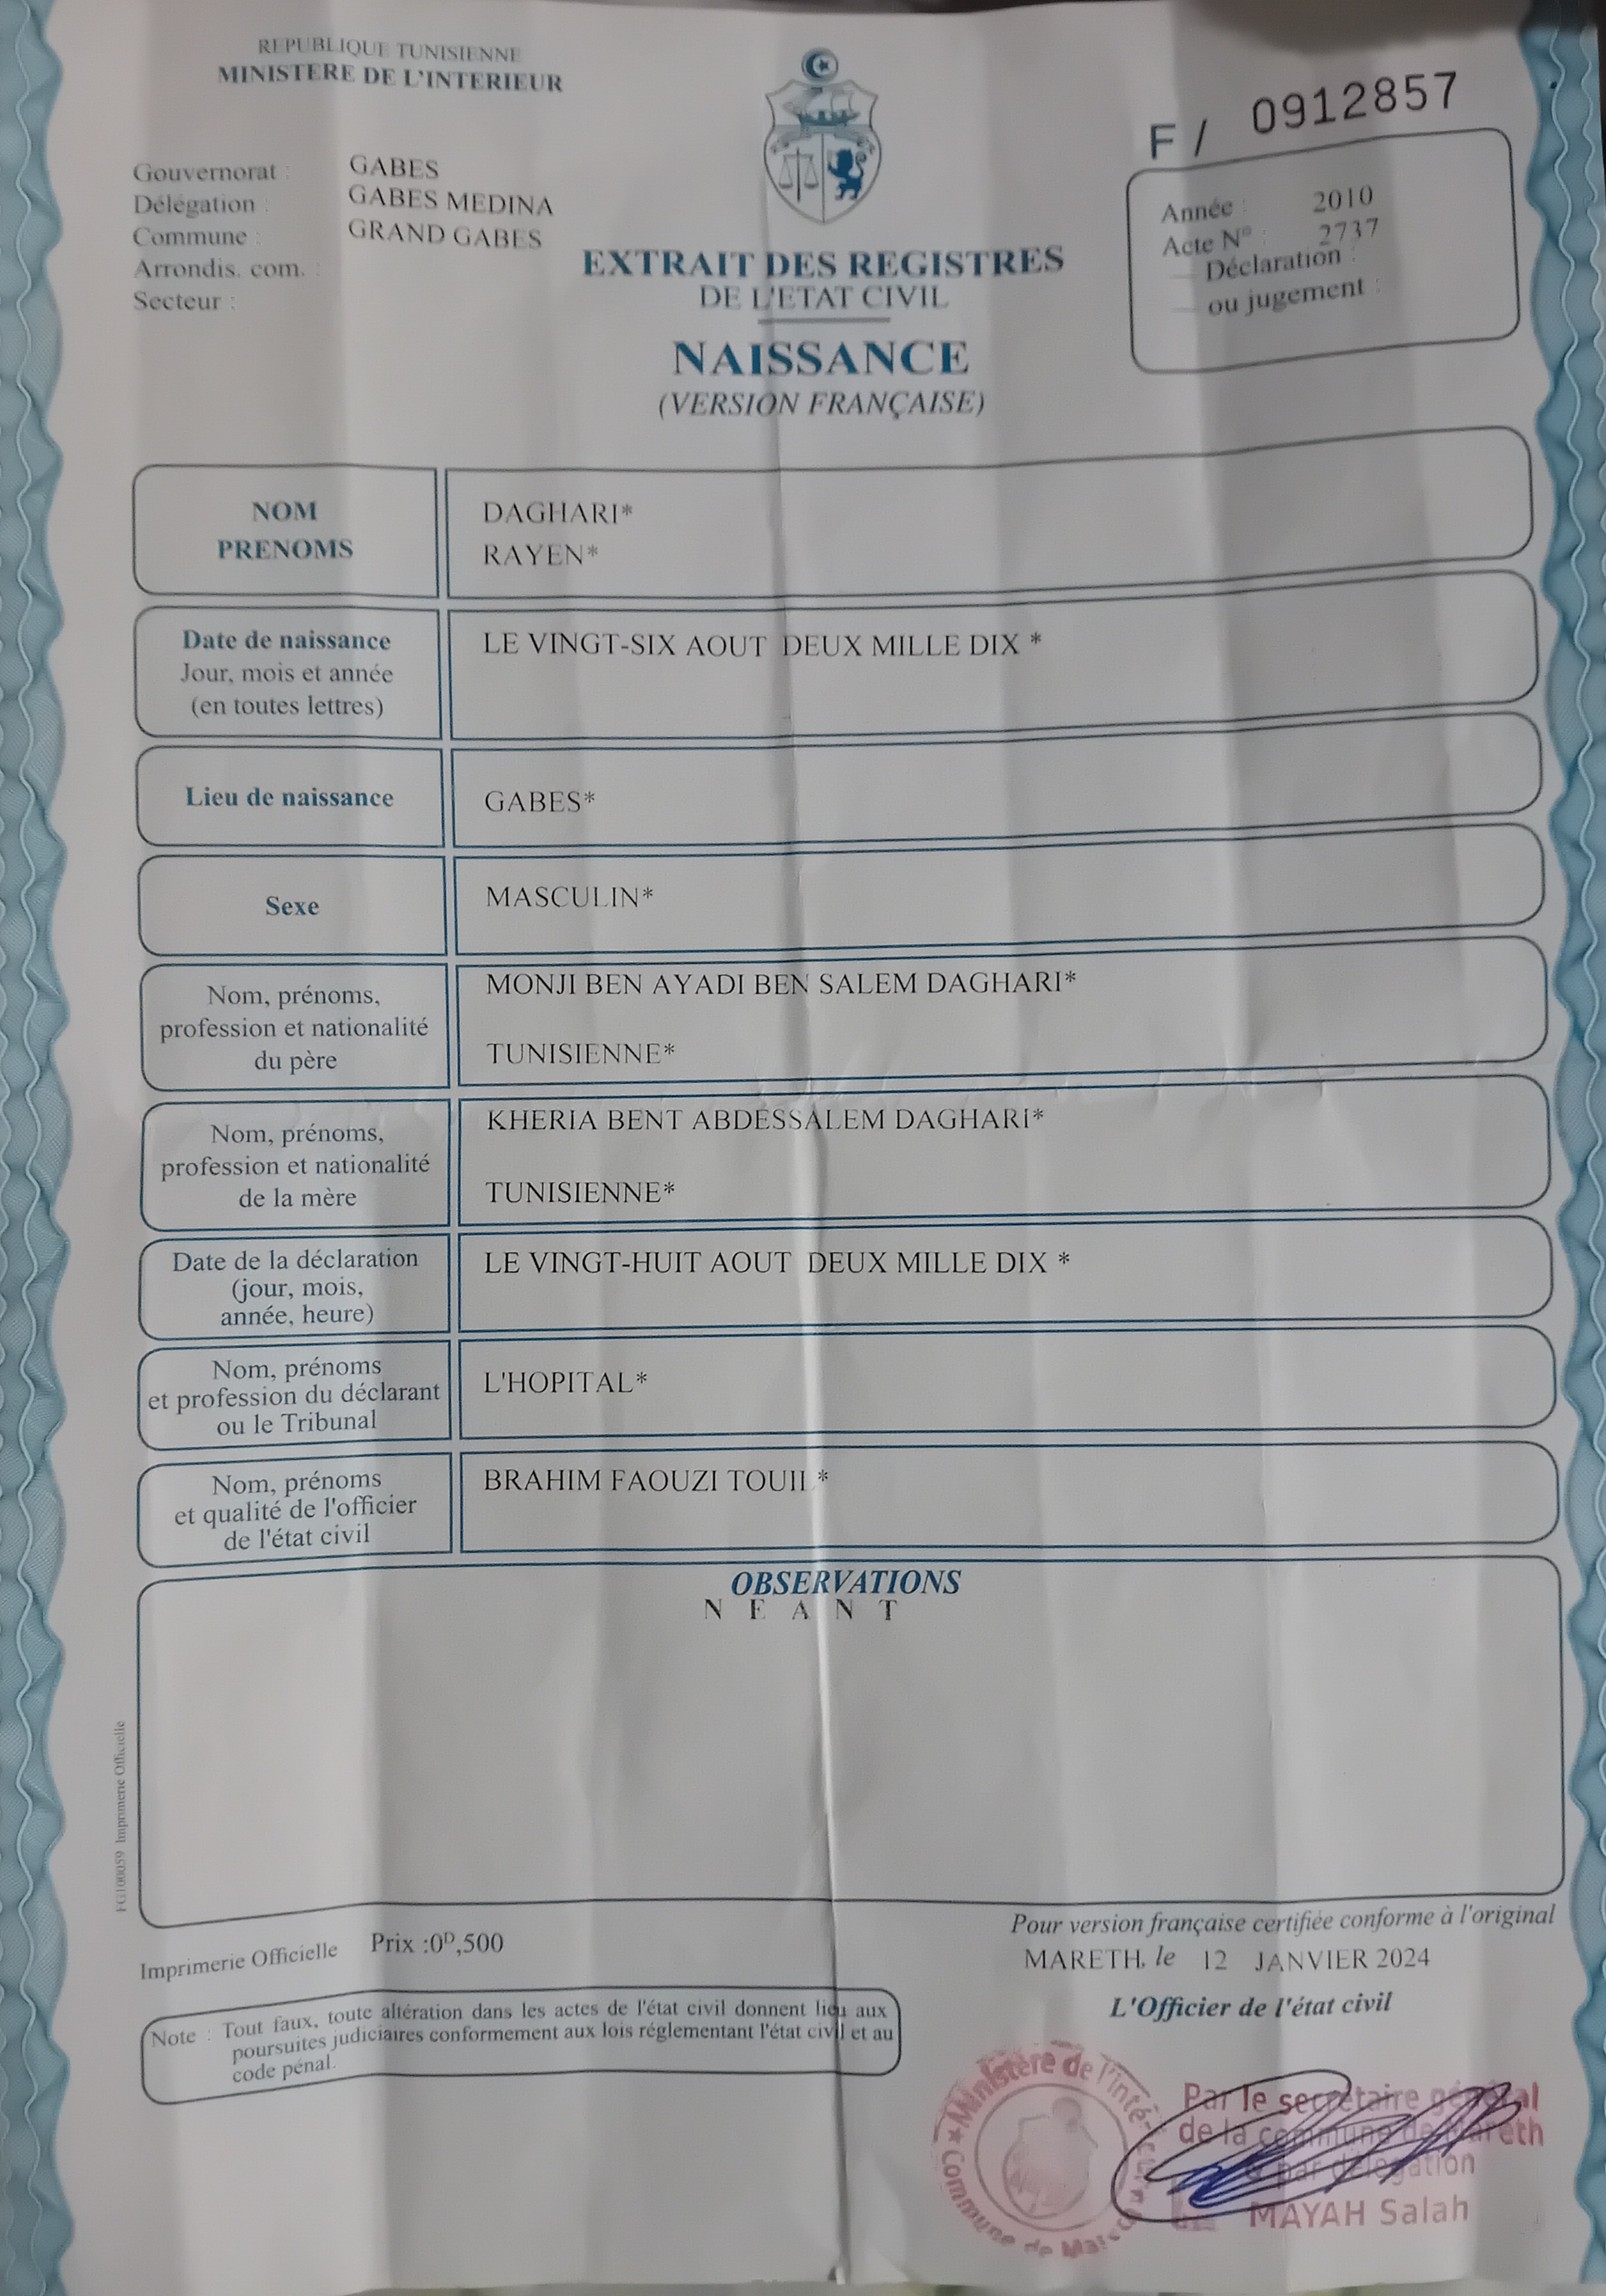 REPUBLIQUE TUNISIENNE
MINISTERE DE L'INTERIEUR
F / 0912857
Gouvernorat : GABES
Délégation : GABES MEDINA
Commune : GRAND GABES
Arrondis. com. :
Secteur :
Année : 2010
Acte N° : 2737
Déclaration :
ou jugement :
EXTRAIT DES REGISTRES
DE L'ETAT CIVIL
NAISSANCE
(VERSION FRANÇAISE)
NOM DAGHARI*
PRENOMS RAYEN*
Date de naissance LE VINGT-SIX AOUT DEUX MILLE DIX *
Jour, mois et année
(en toutes lettres)
Lieu de naissance GABES*
Sexe MASCULIN*
Nom, prénoms, MONJI BEN AYADI BEN SALEM DAGHARI*
profession et nationalité
du père TUNISIENNE*
Nom, prénoms, KHERIA BENT ABDESSALEM DAGHARI*
profession et nationalité
de la mère TUNISIENNE*
Date de la déclaration LE VINGT-HUIT AOUT DEUX MILLE DIX *
(jour, mois,
année, heure)
Nom, prénoms L'HOPITAL*
et profession du déclarant
ou le Tribunal
Nom, prénoms BRAHIM FAOUZI TOUIL *
et qualité de l'officier
de l'état civil
OBSERVATIONS
N E A N T
FG100059 Imprimerie Officielle
Imprimerie Officielle Prix :0ᴰ,500
Pour version française certifiée conforme à l'original
MARETH, le 12 JANVIER 2024
L'Officier de l'état civil
Note : Tout faux, toute altération dans les actes de l'état civil donnent lieu aux
poursuites judiciaires conformement aux lois réglementant l'état civil et au
code pénal.
Ministère de l'inté-
Commune de
Par le secrétaire général
de la commune de Mareth
par délégation
MAYAH Salah